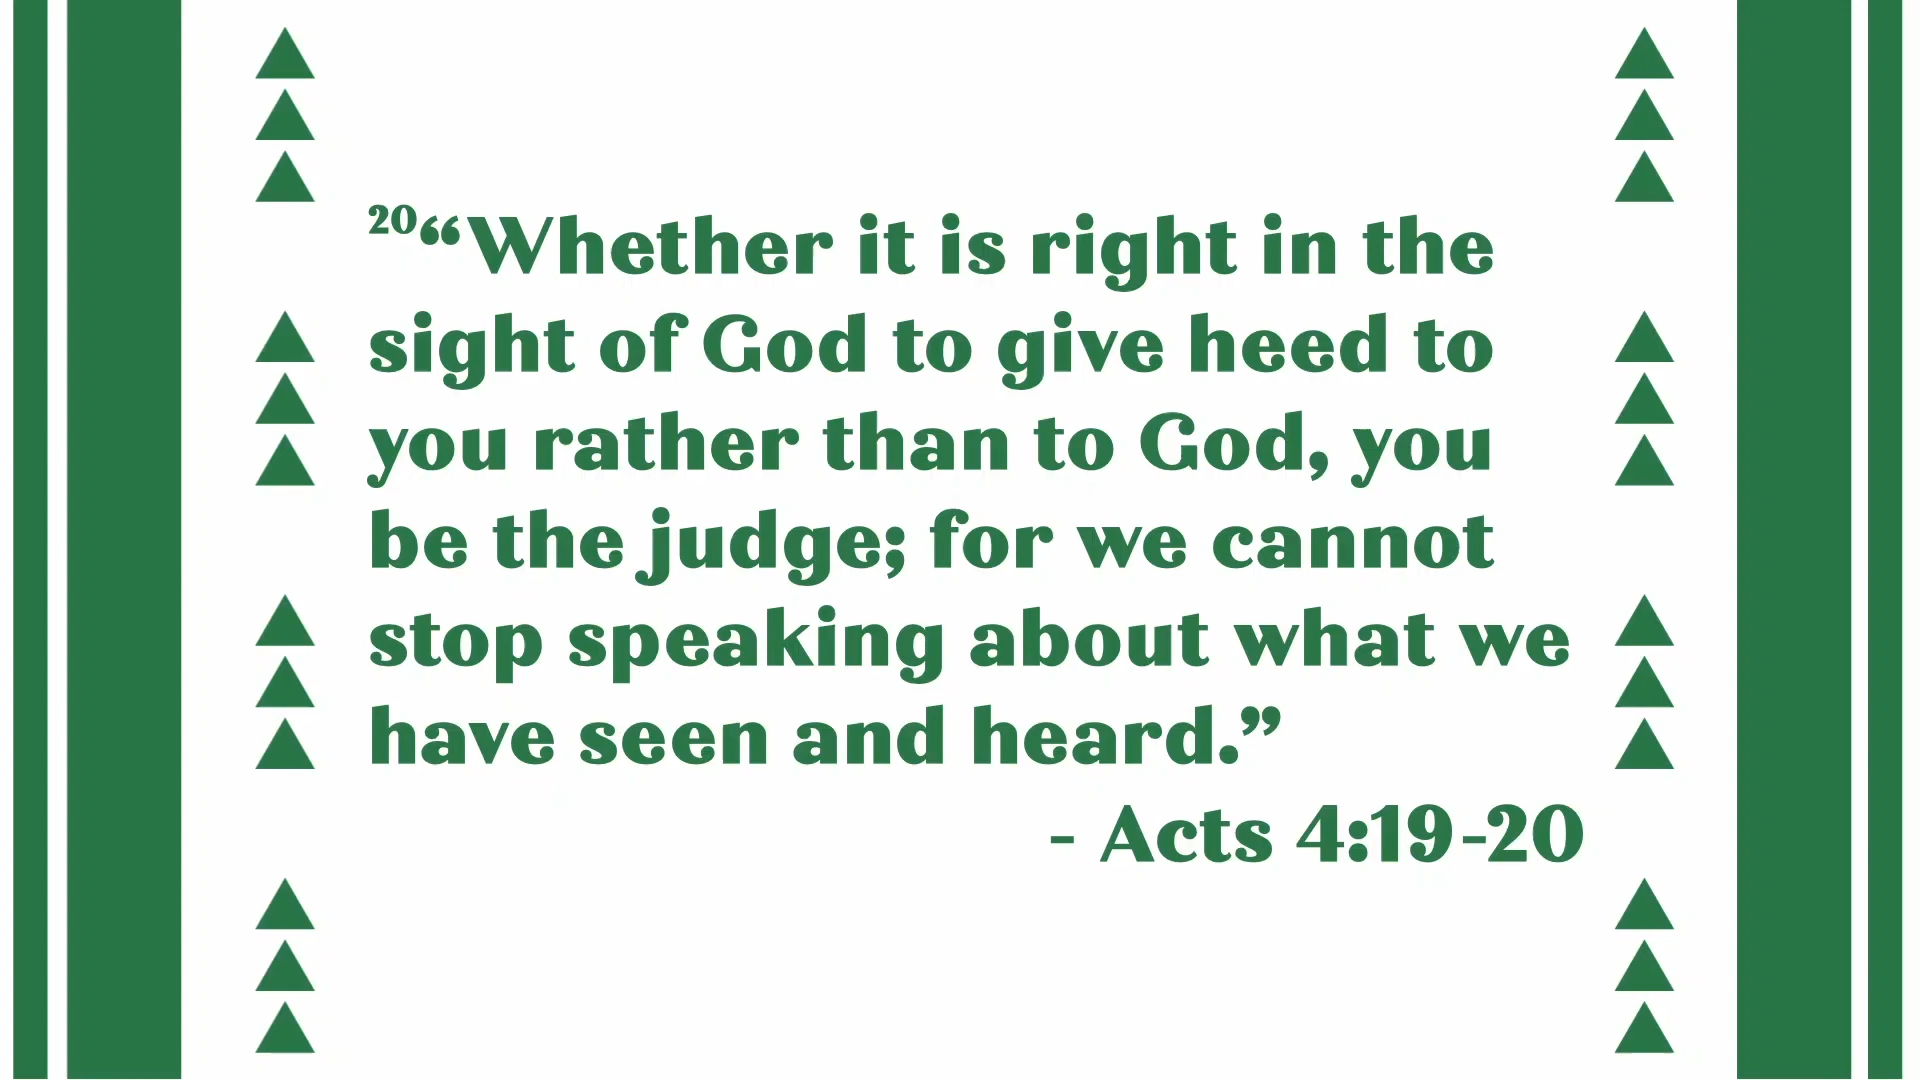 ²⁰“Whether it is right in the
sight of God to give heed to
you rather than to God, you
be the judge; for we cannot
stop speaking about what we
have seen and heard.”
- Acts 4:19-20